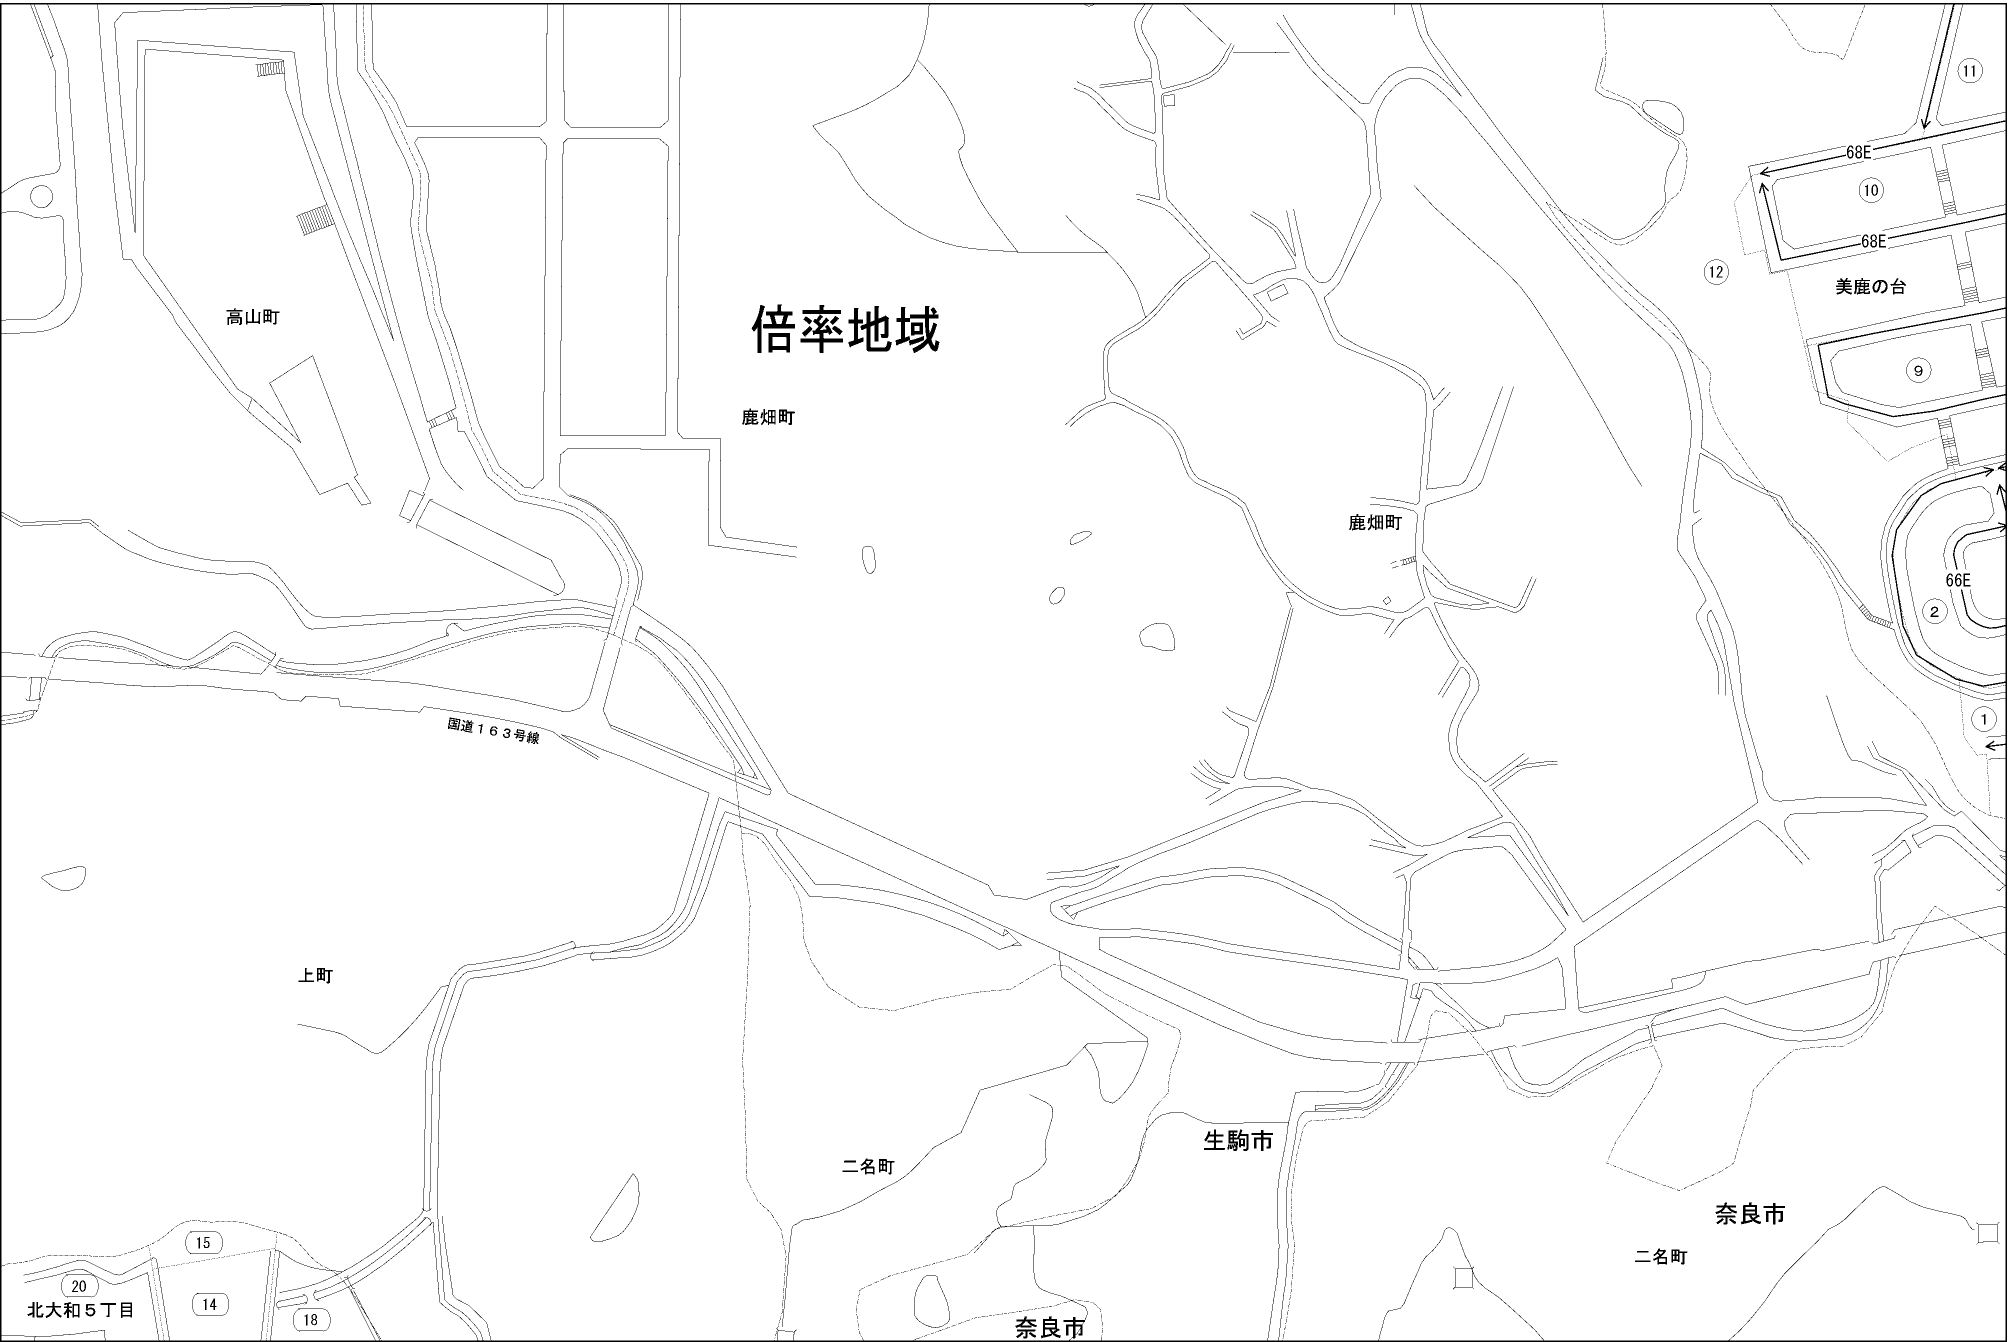 11
68E
10
68E
12
美鹿の台
高山町
倍率地域
9
鹿畑町
鹿畑町
66E
2
1
国道１６３号線
上町
生駒市
二名町
奈良市
15
二名町
20
14
北大和５丁目
18
奈良市